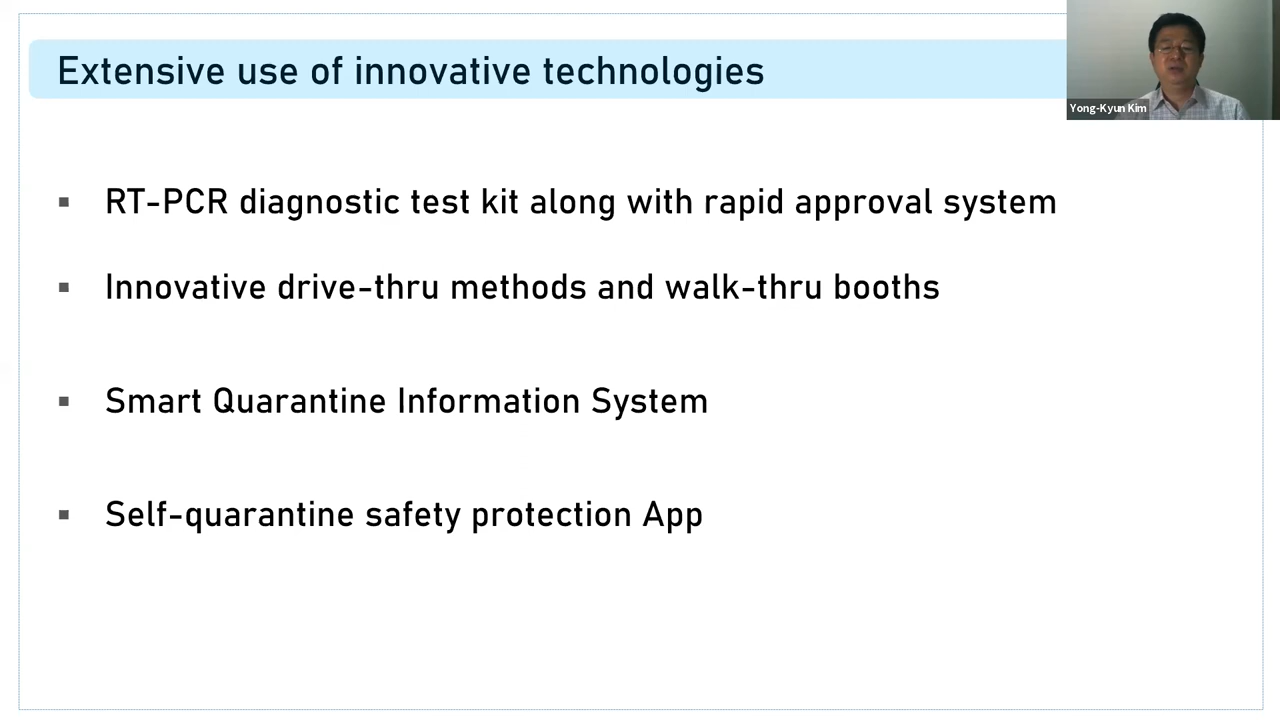 Extensive use of innovative technologies
Yong-Kyun Kim
▪ RT-PCR diagnostic test kit along with rapid approval system
▪ Innovative drive-thru methods and walk-thru booths
▪ Smart Quarantine Information System
▪ Self-quarantine safety protection App